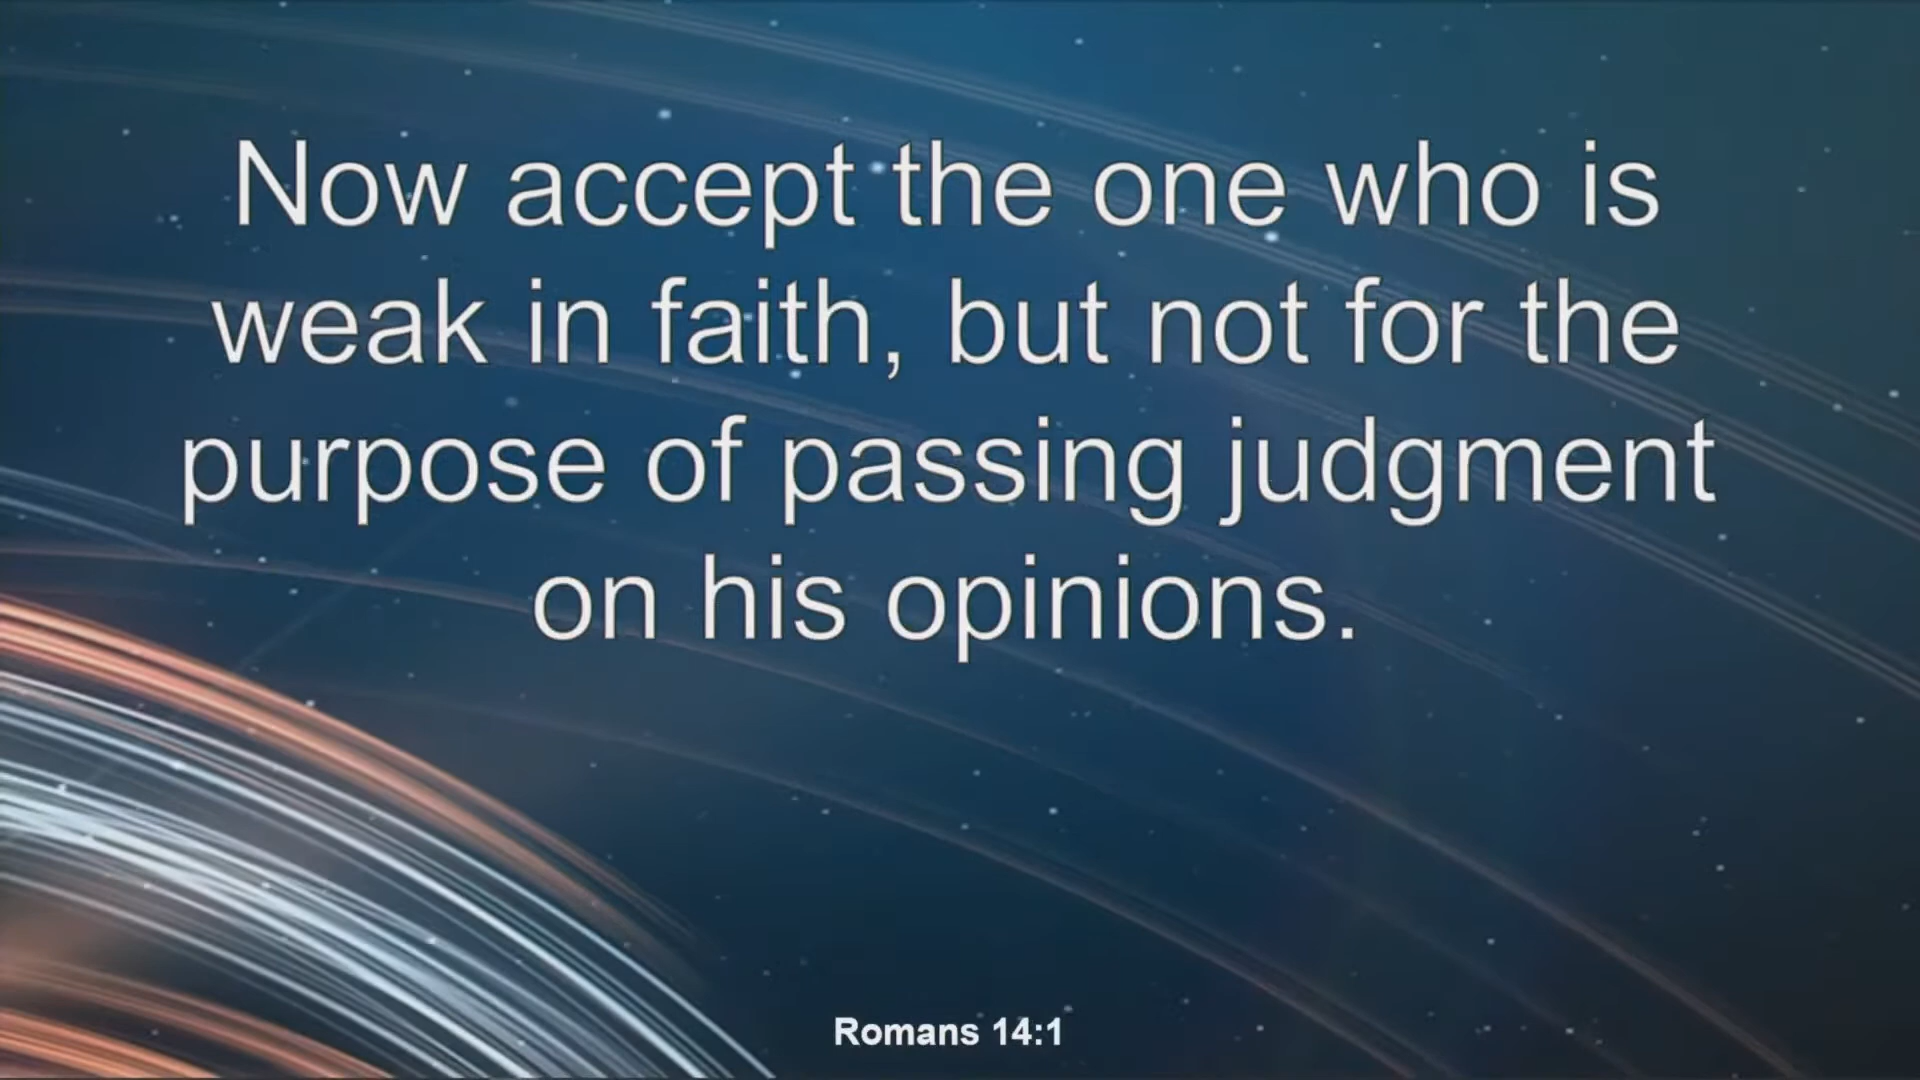 Now accept the one who is
weak in faith, but not for the
purpose of passing judgment
on his opinions.
Romans 14:1